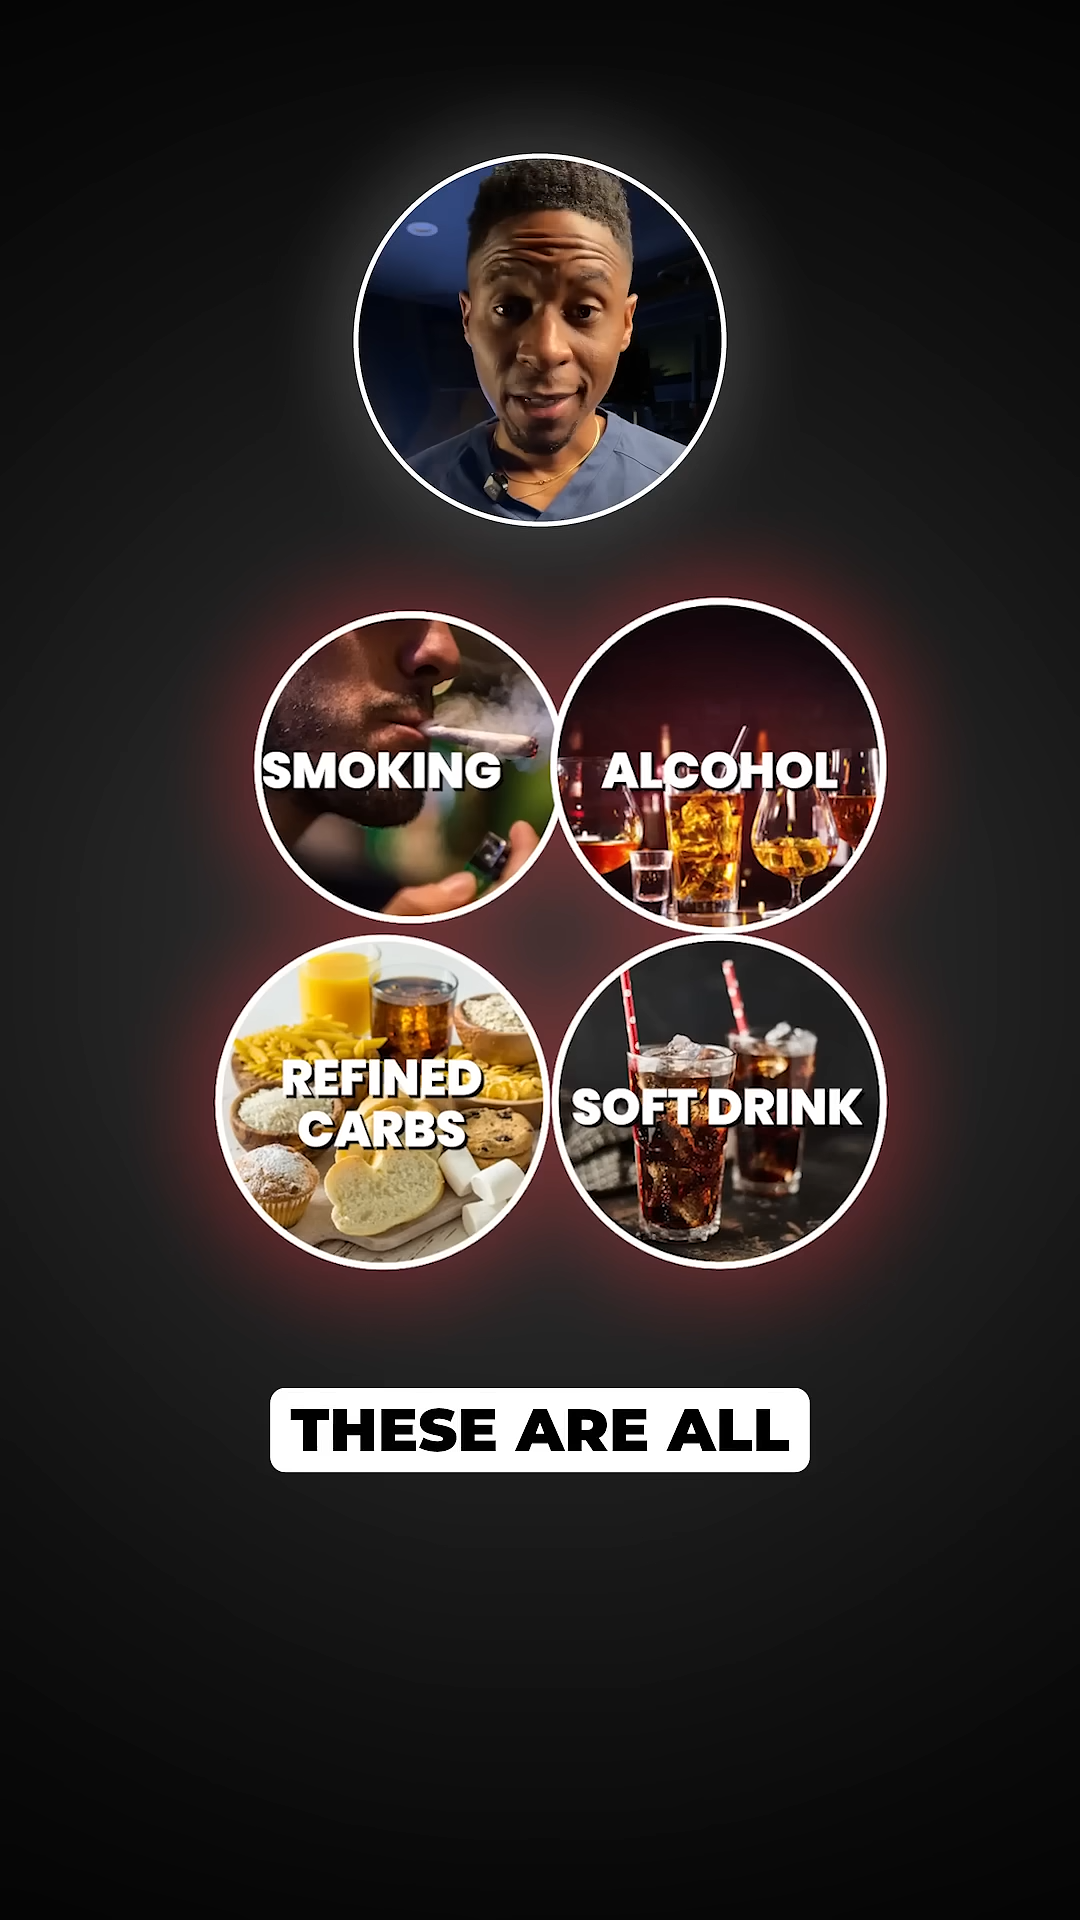 SMOKING
ALCOHOL
REFINED
CARBS
SOFT DRINK
THESE ARE ALL